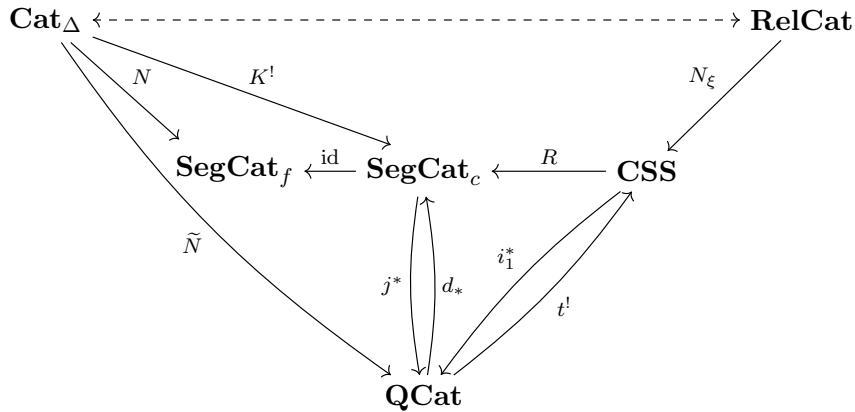 Cat_Δ RelCat
N K^! N_ξ
SegCat_f id SegCat_c R CSS
Ñ j^* d_* i_1^* t^!
QCat